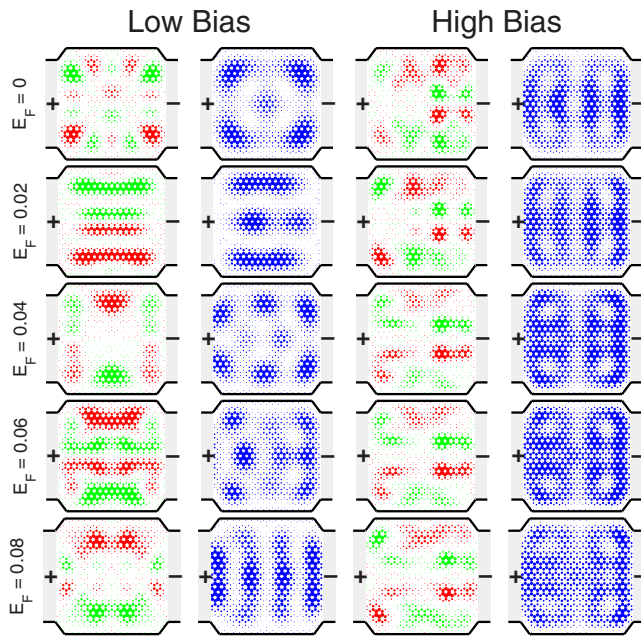 Low Bias High Bias
E_F = 0
+ − + −
E_F = 0.02
+ − + −
E_F = 0.04
+ − + −
E_F = 0.06
+ − + −
E_F = 0.08
+ − + −